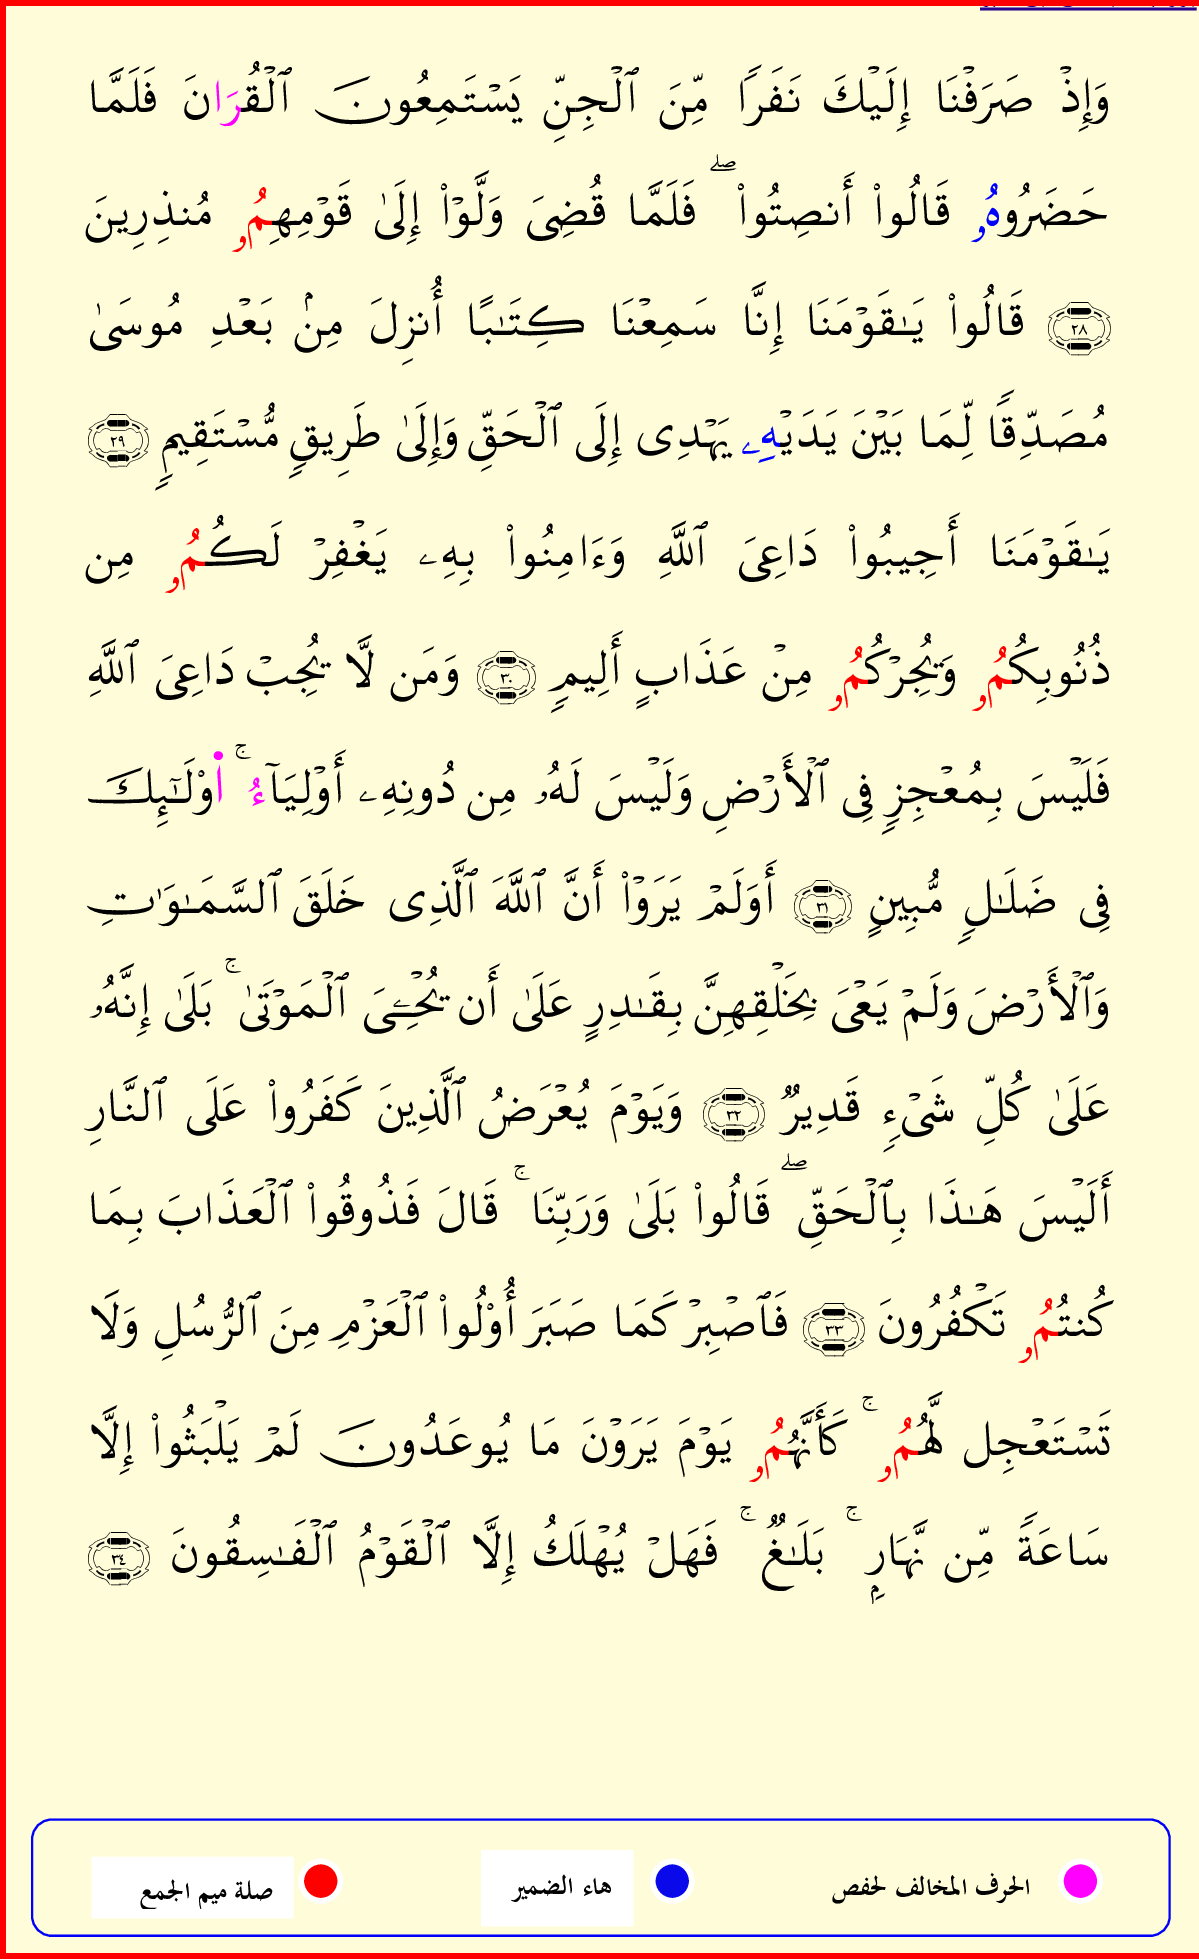 وَإِذۡ صَرَفۡنَا إِلَيۡكَ نَفَرٗا مِّنَ ٱلۡجِنِّ يَسۡتَمِعُونَ ٱلۡقُرَانَ فَلَمَّا
حَضَرُوهُۥ قَالُواْ أَنصِتُواْۖ فَلَمَّا قُضِىَ وَلَّوۡاْ إِلَىٰ قَوۡمِهِمُۥ مُنذِرِينَ
٢٨ قَالُواْ يَـٰقَوۡمَنَا إِنَّا سَمِعۡنَا كِتَـٰبًا أُنزِلَ مِنۢ بَعۡدِ مُوسَىٰ
مُصَدِّقٗا لِّمَا بَيۡنَ يَدَيۡهِۦ يَهۡدِى إِلَى ٱلۡحَقِّ وَإِلَىٰ طَرِيقٖ مُّسۡتَقِيمٖ ٢٩
يَـٰقَوۡمَنَا أَجِيبُواْ دَاعِىَ ٱللَّهِ وَءَامِنُواْ بِهِۦ يَغۡفِرۡ لَكُمُۥ مِن
ذُنُوبِكُمُۥ وَيُجِرۡكُمُۥ مِنۡ عَذَابٍ أَلِيمٖ ٣٠ وَمَن لَّا يُجِبۡ دَاعِىَ ٱللَّهِ
فَلَيۡسَ بِمُعۡجِزٖ فِى ٱلۡأَرۡضِ وَلَيۡسَ لَهُۥ مِن دُونِهِۦ أَوۡلِيَآءُۚ اْوْلَـٰٓئِكَ
فِى ضَلَـٰلٖ مُّبِينٍ ٣١ أَوَلَمۡ يَرَوۡاْ أَنَّ ٱللَّهَ ٱلَّذِى خَلَقَ ٱلسَّمَـٰوَٰتِ
وَٱلۡأَرۡضَ وَلَمۡ يَعۡىَ بِخَلۡقِهِنَّ بِقَـٰدِرٍ عَلَىٰ أَن يُحۡـِۧىَ ٱلۡمَوۡتَىٰۚ بَلَىٰ إِنَّهُۥ
عَلَىٰ كُلِّ شَىۡءٖ قَدِيرٞ ٣٢ وَيَوۡمَ يُعۡرَضُ ٱلَّذِينَ كَفَرُواْ عَلَى ٱلنَّارِ
أَلَيۡسَ هَـٰذَا بِٱلۡحَقِّۖ قَالُواْ بَلَىٰ وَرَبِّنَاۚ قَالَ فَذُوقُواْ ٱلۡعَذَابَ بِمَا
كُنتُمُۥ تَكۡفُرُونَ ٣٣ فَٱصۡبِرۡ كَمَا صَبَرَ أُوْلُواْ ٱلۡعَزۡمِ مِنَ ٱلرُّسُلِ وَلَا
تَسۡتَعۡجِل لَّهُمُۥۚ كَأَنَّهُمُۥ يَوۡمَ يَرَوۡنَ مَا يُوعَدُونَ لَمۡ يَلۡبَثُواْ إِلَّا
سَاعَةٗ مِّن نَّهَارِۭۚ بَلَـٰغٞۚ فَهَلۡ يُهۡلَكُ إِلَّا ٱلۡقَوۡمُ ٱلۡفَـٰسِقُونَ ٣٤
الحرف المخالف لحفص هاء الضمير صلة ميم الجمع